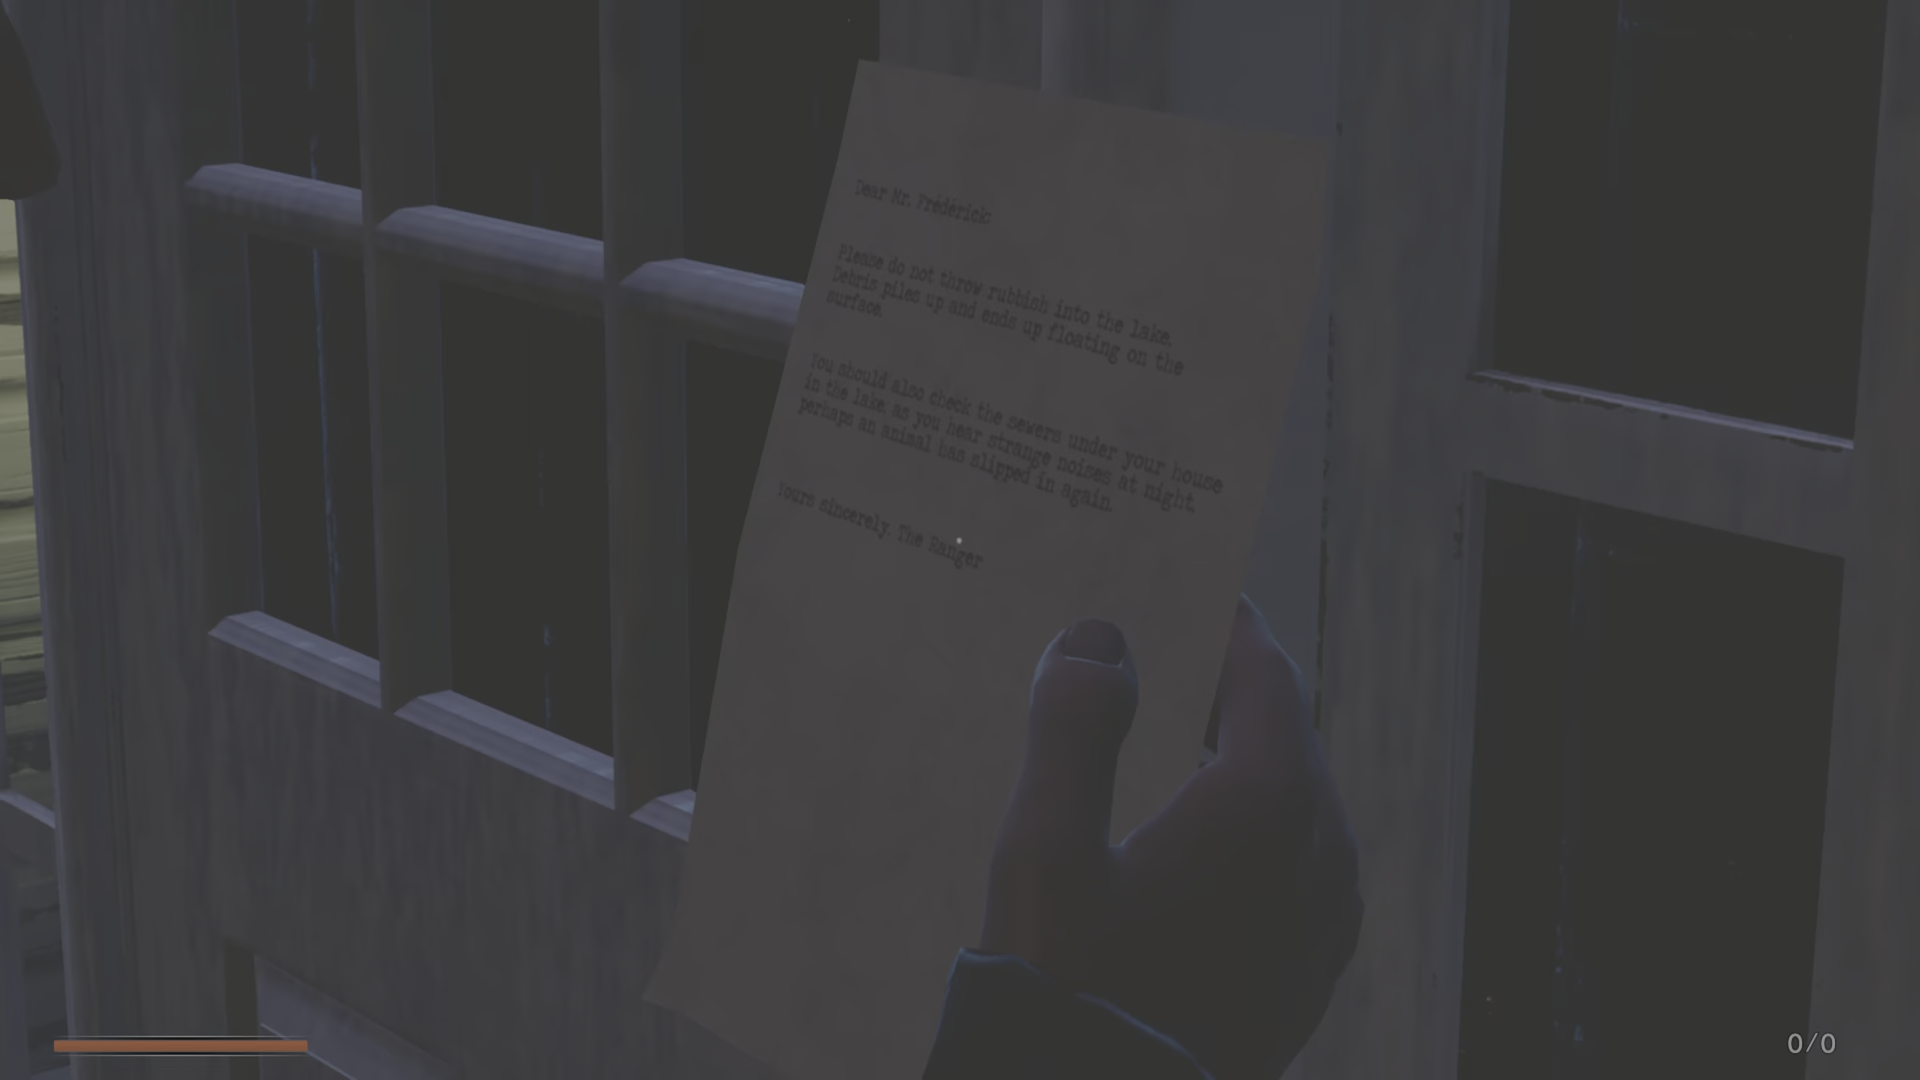 Dear Mr. Fréderick:
Please do not throw rubbish into the lake.
Debris piles up and ends up floating on the
surface.
You should also check the sewers under your house
in the lake, as you hear strange noises at night,
perhaps an animal has slipped in again.
Yours sincerely. The Ranger
0/0